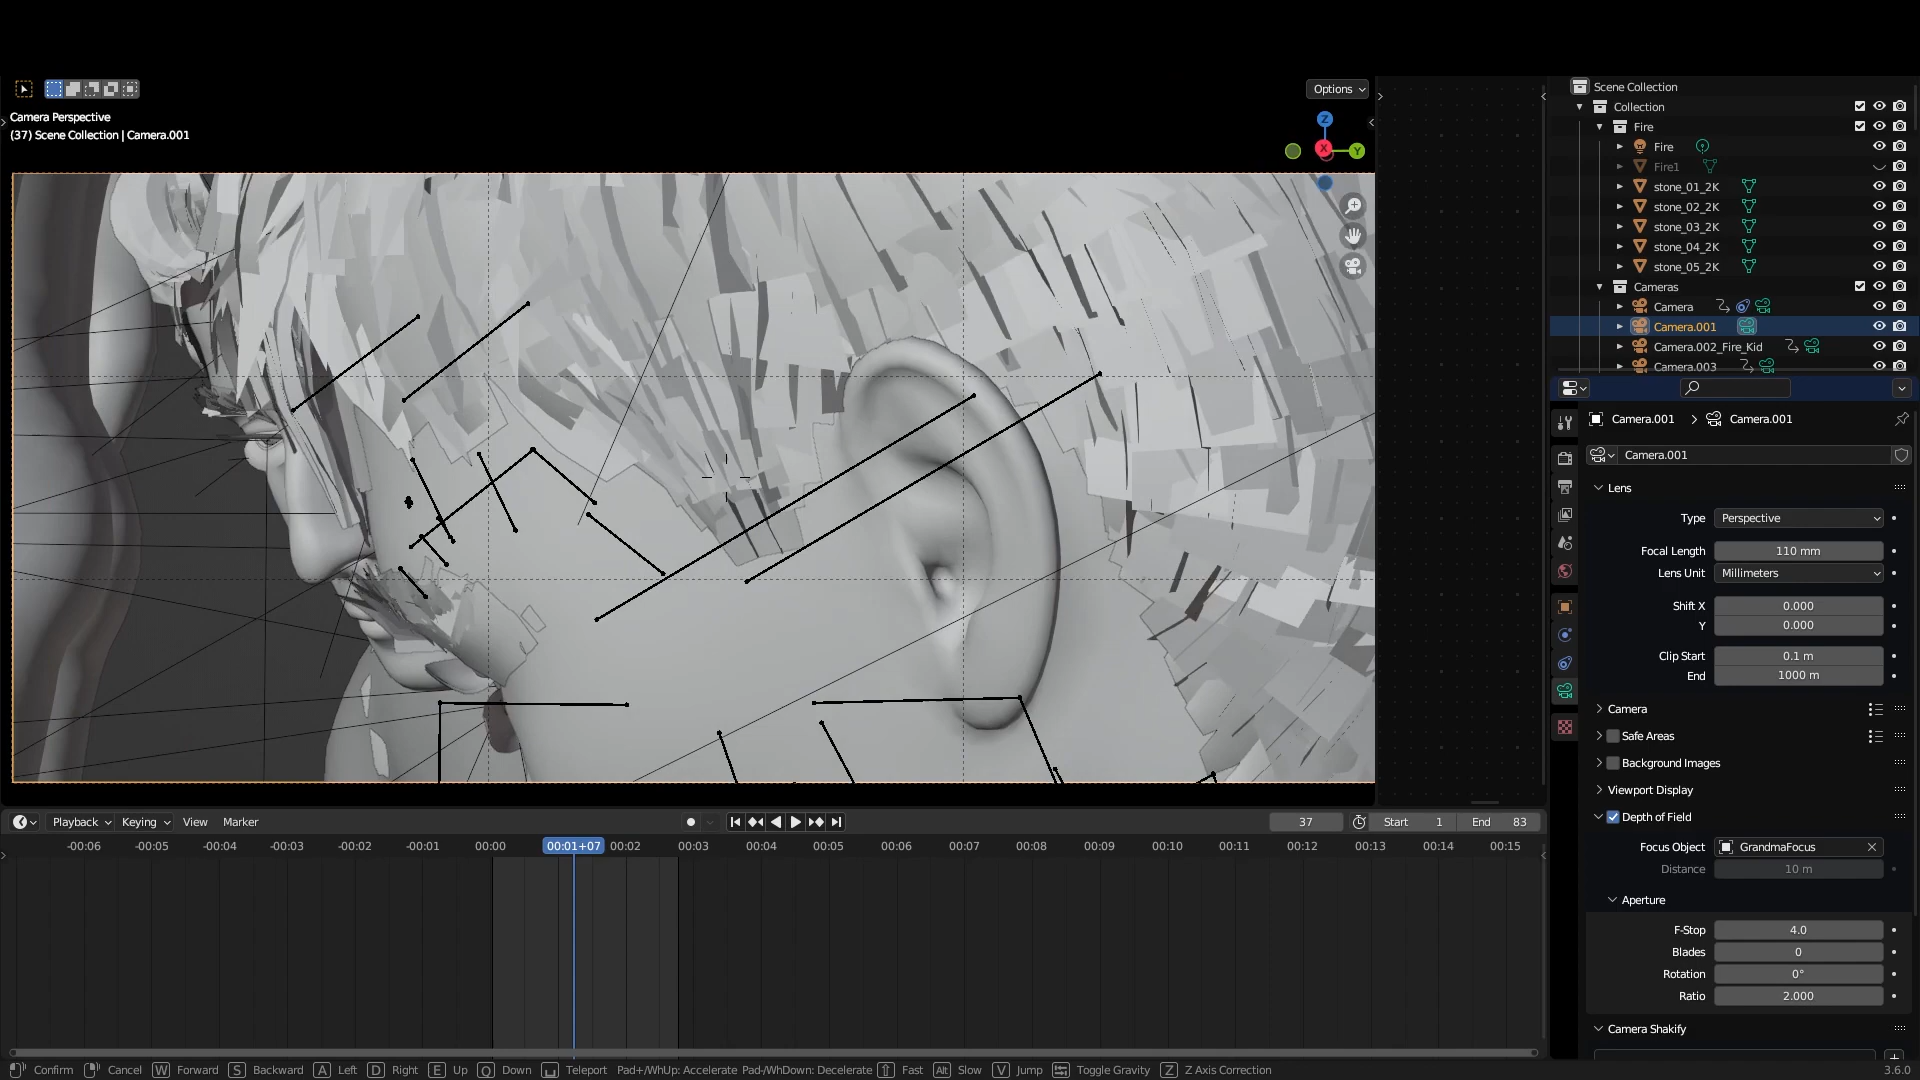 Options
Camera Perspective
(37) Scene Collection | Camera.001
Z
X
Y
Scene Collection
Collection
Fire
Fire
Fire1
stone_01_2K
stone_02_2K
stone_03_2K
stone_04_2K
stone_05_2K
Cameras
Camera
Camera.001
Camera.002_Fire_Kid
Camera.003
Camera.001 > Camera.001
Camera.001
Lens
Type Perspective
Focal Length 110 mm
Lens Unit Millimeters
Shift X 0.000
Y 0.000
Clip Start 0.1 m
End 1000 m
Camera
Safe Areas
Background Images
Viewport Display
Depth of Field
Focus Object GrandmaFocus
Distance 10 m
Aperture
F-Stop 4.0
Blades 0
Rotation 0°
Ratio 2.000
Camera Shakify
Playback Keying View Marker 37 Start 1 End 83
-00:06 -00:05 -00:04 -00:03 -00:02 -00:01 00:00 00:01+07 00:02 00:03 00:04 00:05 00:06 00:07 00:08 00:09 00:10 00:11 00:12 00:13 00:14 00:15
Confirm Cancel W Forward S Backward A Left D Right E Up Q Down Teleport Pad+/WhUp: Accelerate Pad-/WhDown: Decelerate Fast Alt Slow V Jump Toggle Gravity Z Z Axis Correction 3.6.0